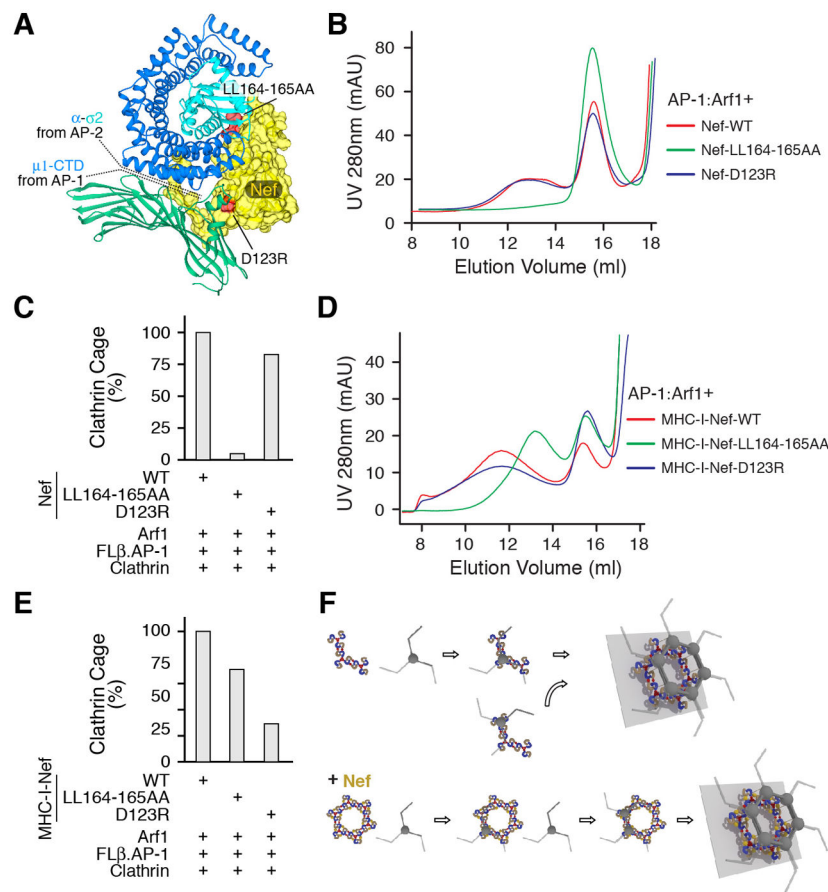 A
LL164-165AA
α-σ2
from AP-2
μ1-CTD
from AP-1
Nef
D123R
B
UV 280nm (mAU)
80
60
40
20
0
8 10 12 14 16 18
Elution Volume (ml)
AP-1:Arf1+
Nef-WT
Nef-LL164-165AA
Nef-D123R
C
Clathrin Cage
(%)
100
75
50
25
0
Nef
WT +
LL164-165AA +
D123R +
Arf1 + + +
FLβ.AP-1 + + +
Clathrin + + +
D
UV 280nm (mAU)
40
30
20
10
0
8 10 12 14 16 18
Elution Volume (ml)
AP-1:Arf1+
MHC-I-Nef-WT
MHC-I-Nef-LL164-165AA
MHC-I-Nef-D123R
E
Clathrin Cage
(%)
100
75
50
25
0
MHC-I-Nef
WT +
LL164-165AA +
D123R +
Arf1 + + +
FLβ.AP-1 + + +
Clathrin + + +
F
+ Nef